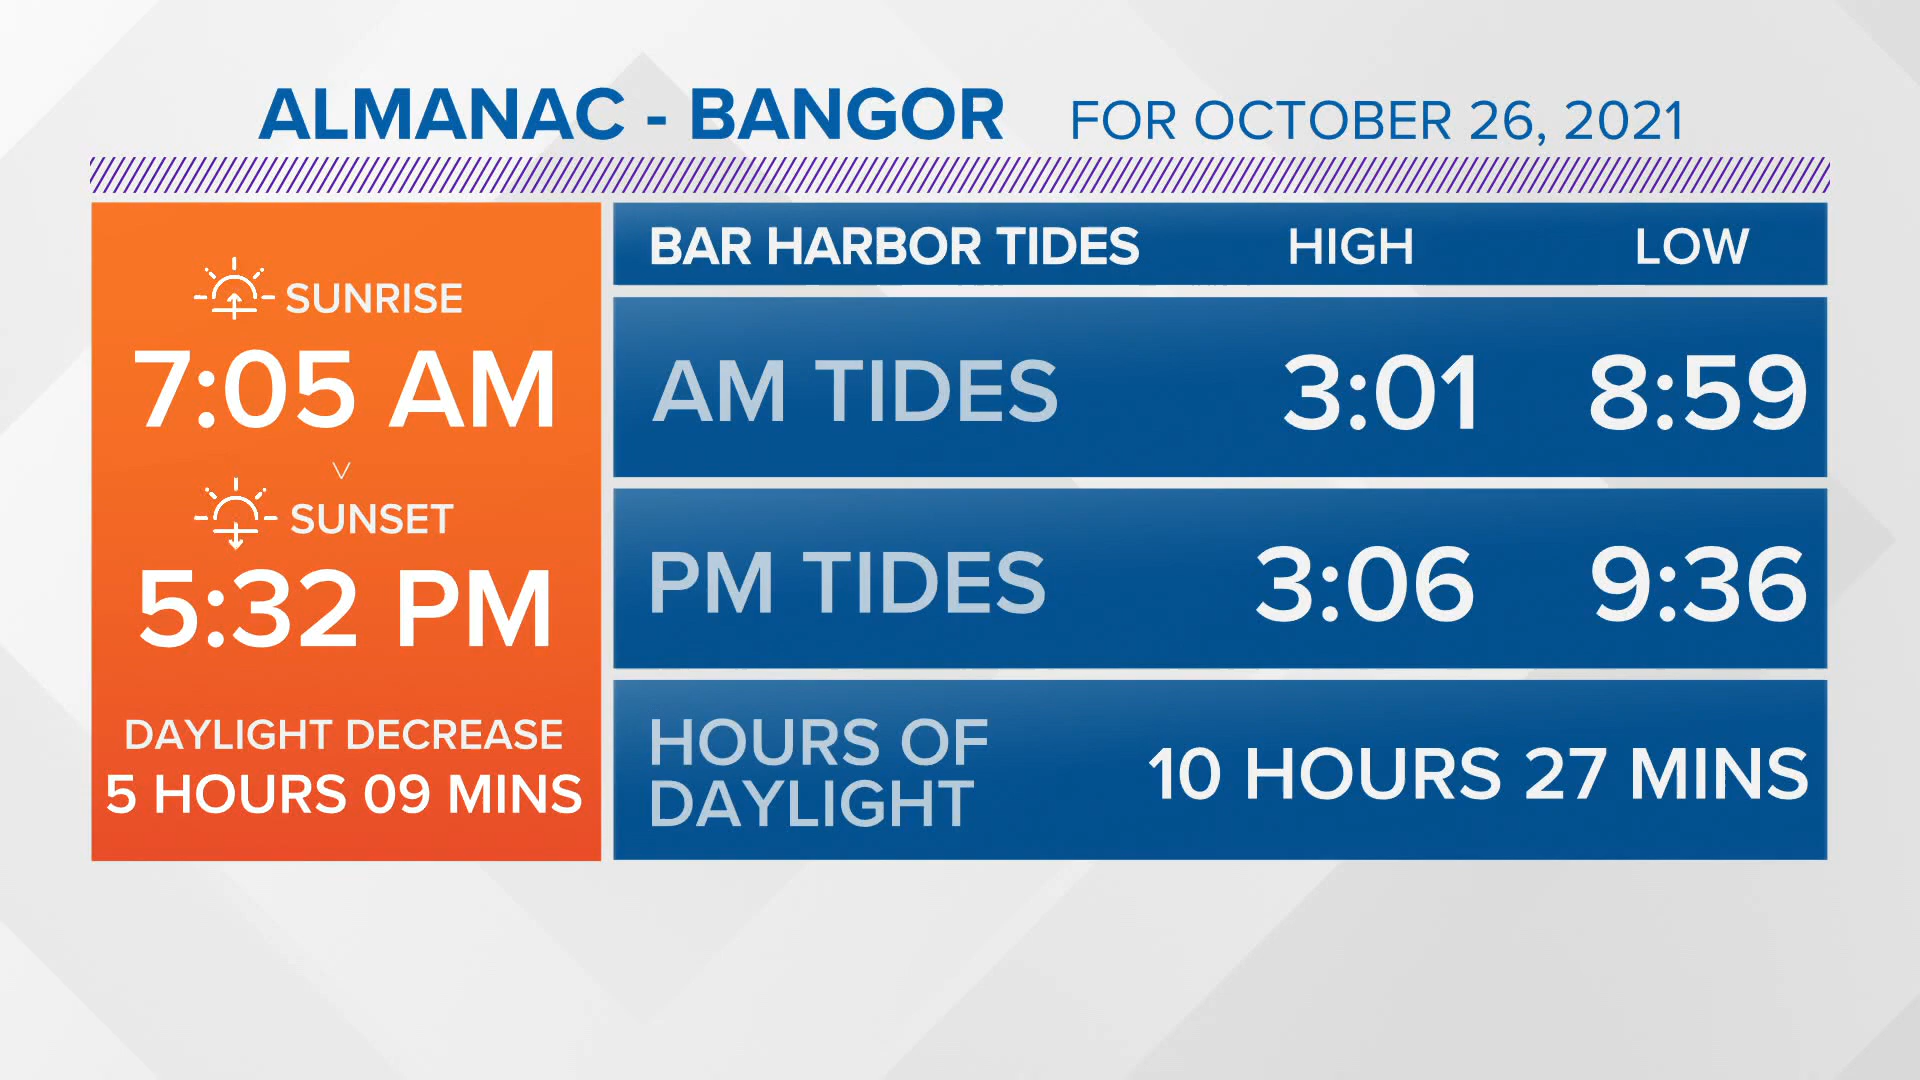 ALMANAC - BANGOR FOR OCTOBER 26, 2021
SUNRISE
7:05 AM
SUNSET
5:32 PM
DAYLIGHT DECREASE
5 HOURS 09 MINS
BAR HARBOR TIDES HIGH LOW
AM TIDES 3:01 8:59
PM TIDES 3:06 9:36
HOURS OF
DAYLIGHT
10 HOURS 27 MINS